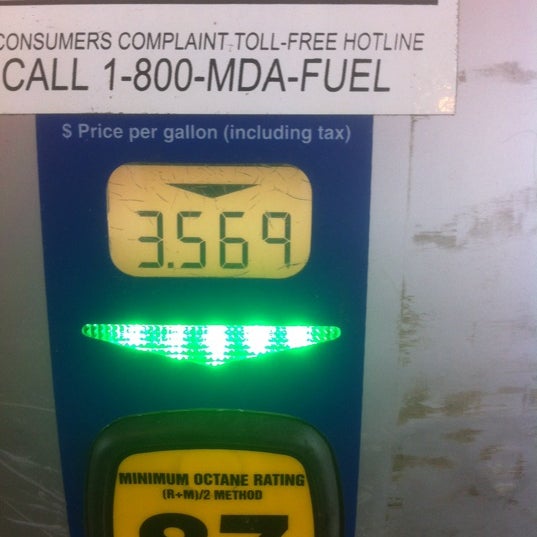 CONSUMERS COMPLAINT TOLL-FREE HOTLINE
CALL 1-800-MDA-FUEL
$ Price per gallon (including tax)
3.569
MINIMUM OCTANE RATING
(R+M)/2 METHOD
87